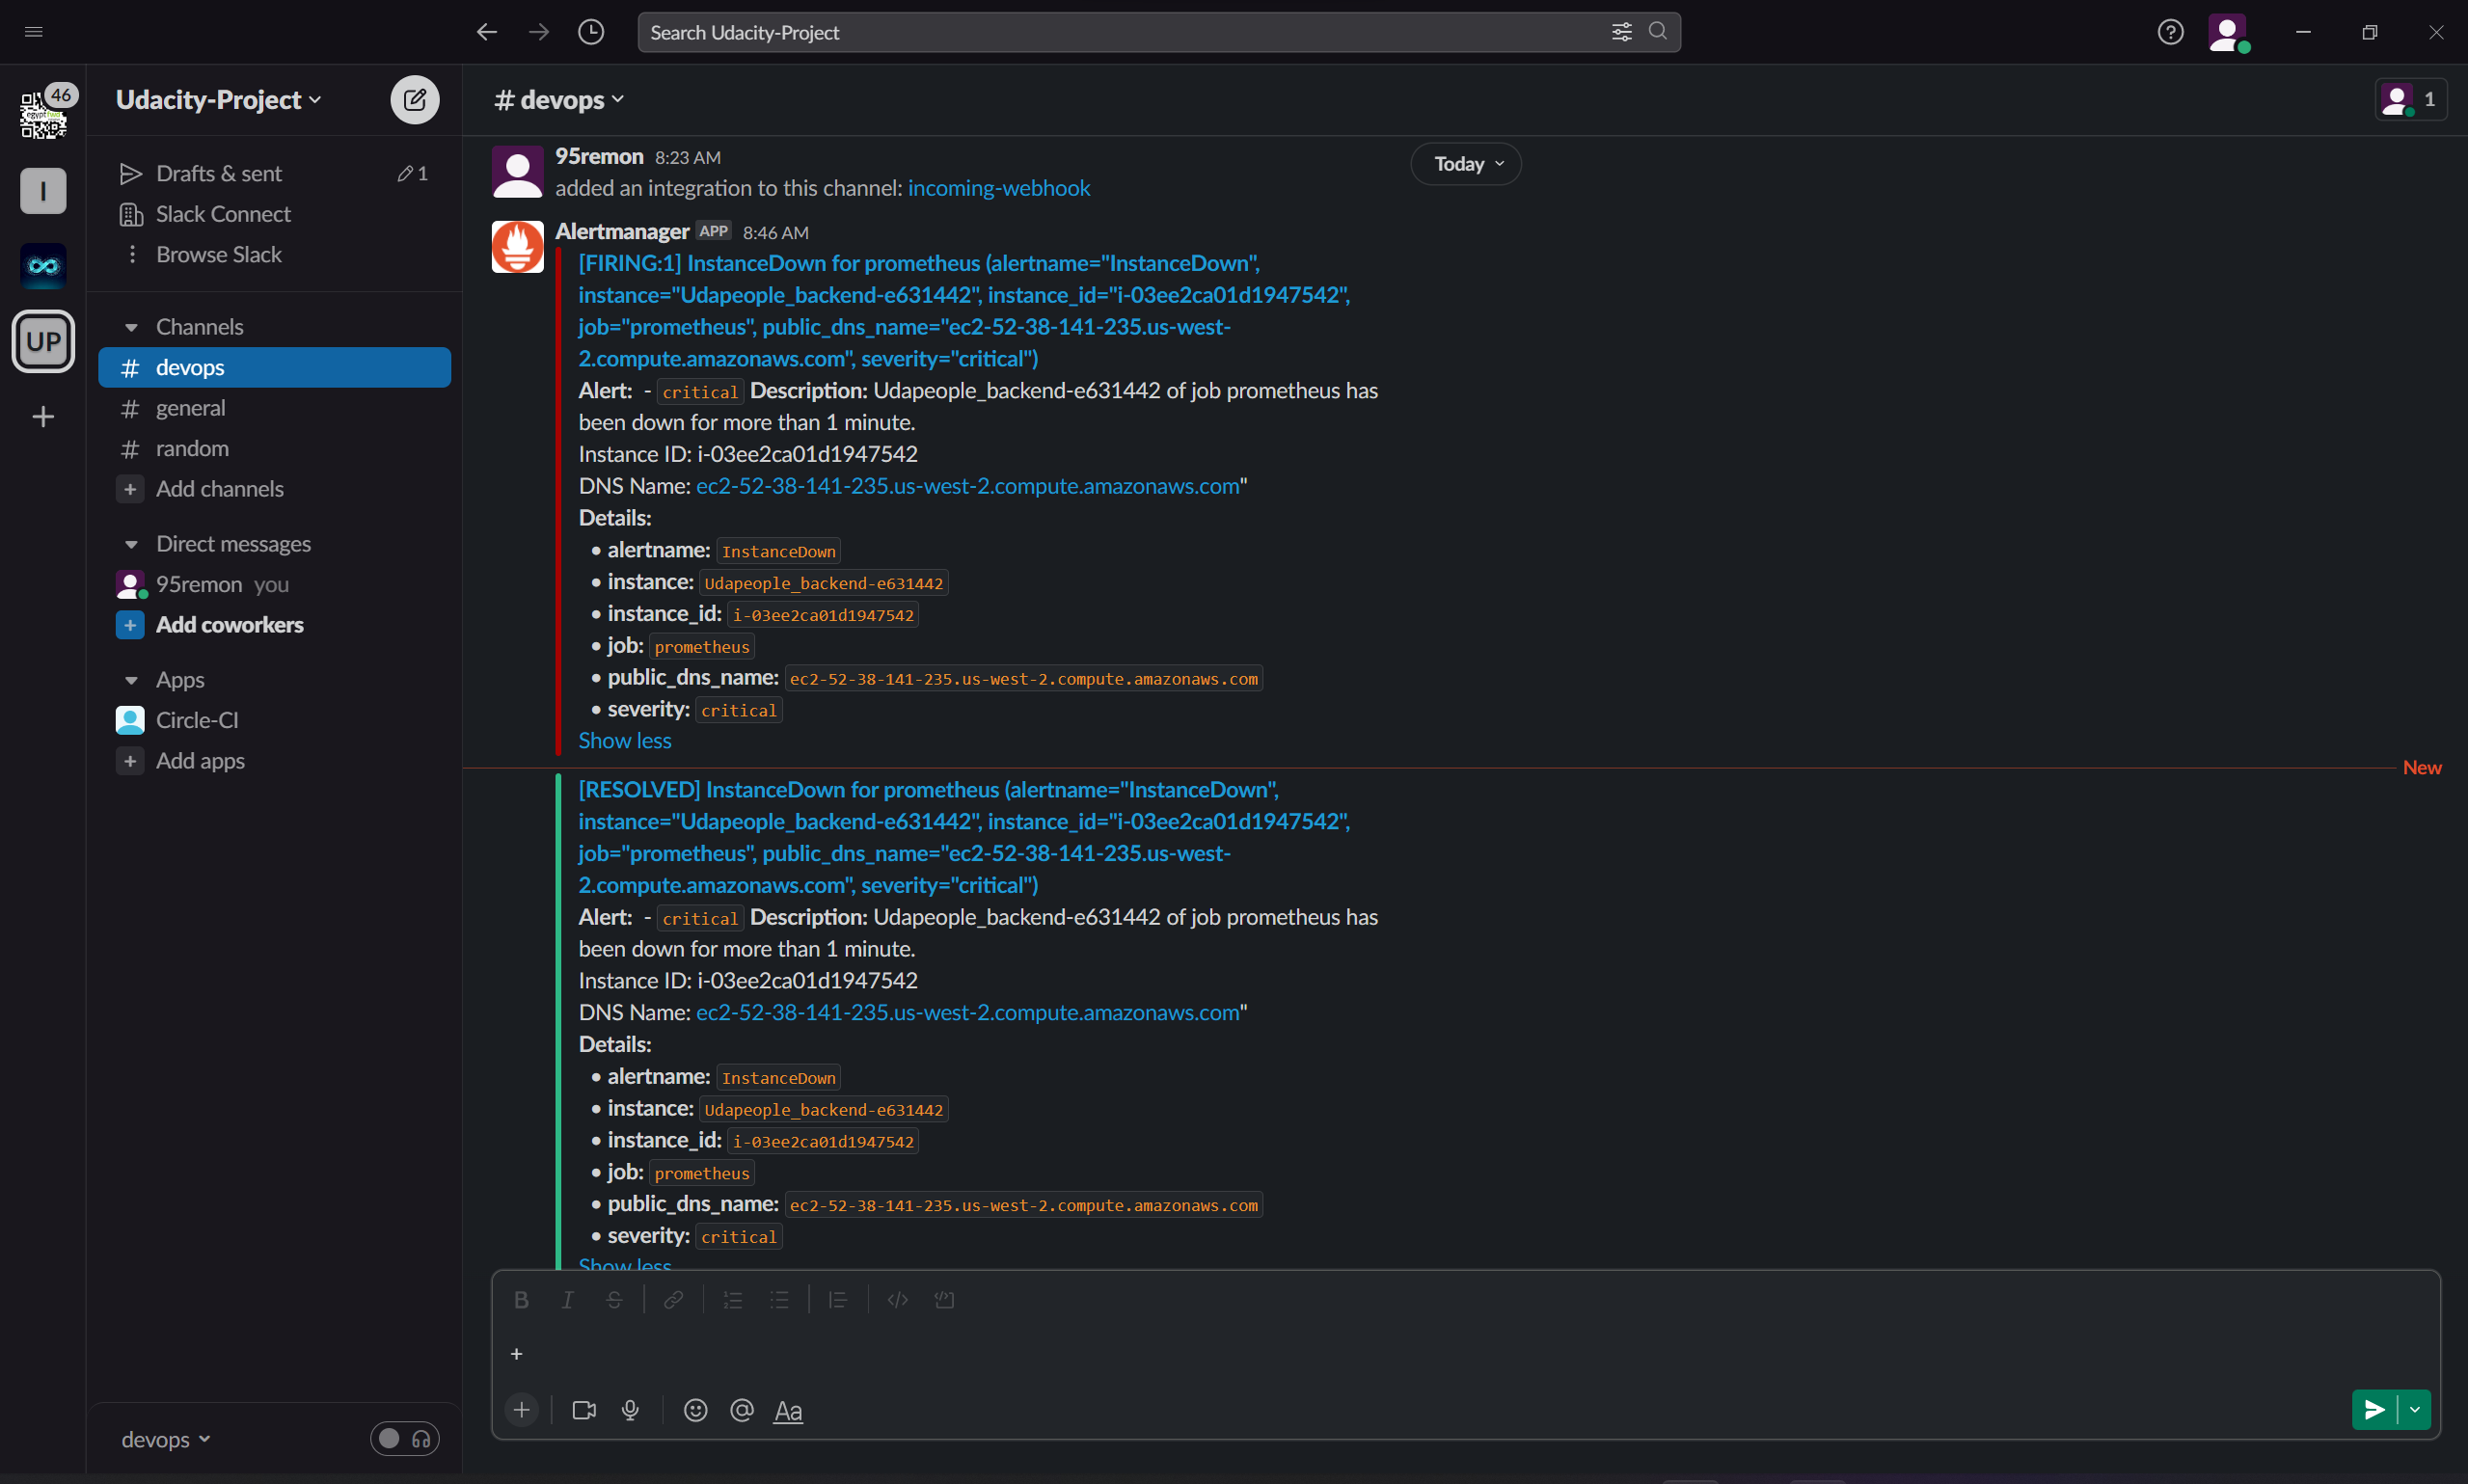 Search Udacity-Project
46
egyptfwd
I
UP
Udacity-Project
Drafts & sent 1
Slack Connect
Browse Slack
Channels
# devops
# general
# random
+ Add channels
Direct messages
95remon you
+ Add coworkers
Apps
Circle-CI
+ Add apps
devops
# devops
1
Today
95remon 8:23 AM
added an integration to this channel: incoming-webhook
Alertmanager APP 8:46 AM
[FIRING:1] InstanceDown for prometheus (alertname="InstanceDown",
instance="Udapeople_backend-e631442", instance_id="i-03ee2ca01d1947542",
job="prometheus", public_dns_name="ec2-52-38-141-235.us-west-
2.compute.amazonaws.com", severity="critical")
Alert: - critical Description: Udapeople_backend-e631442 of job prometheus has
been down for more than 1 minute.
Instance ID: i-03ee2ca01d1947542
DNS Name: ec2-52-38-141-235.us-west-2.compute.amazonaws.com"
Details:
• alertname: InstanceDown
• instance: Udapeople_backend-e631442
• instance_id: i-03ee2ca01d1947542
• job: prometheus
• public_dns_name: ec2-52-38-141-235.us-west-2.compute.amazonaws.com
• severity: critical
Show less
New
[RESOLVED] InstanceDown for prometheus (alertname="InstanceDown",
instance="Udapeople_backend-e631442", instance_id="i-03ee2ca01d1947542",
job="prometheus", public_dns_name="ec2-52-38-141-235.us-west-
2.compute.amazonaws.com", severity="critical")
Alert: - critical Description: Udapeople_backend-e631442 of job prometheus has
been down for more than 1 minute.
Instance ID: i-03ee2ca01d1947542
DNS Name: ec2-52-38-141-235.us-west-2.compute.amazonaws.com"
Details:
• alertname: InstanceDown
• instance: Udapeople_backend-e631442
• instance_id: i-03ee2ca01d1947542
• job: prometheus
• public_dns_name: ec2-52-38-141-235.us-west-2.compute.amazonaws.com
• severity: critical
Show less
B I S
+
Aa